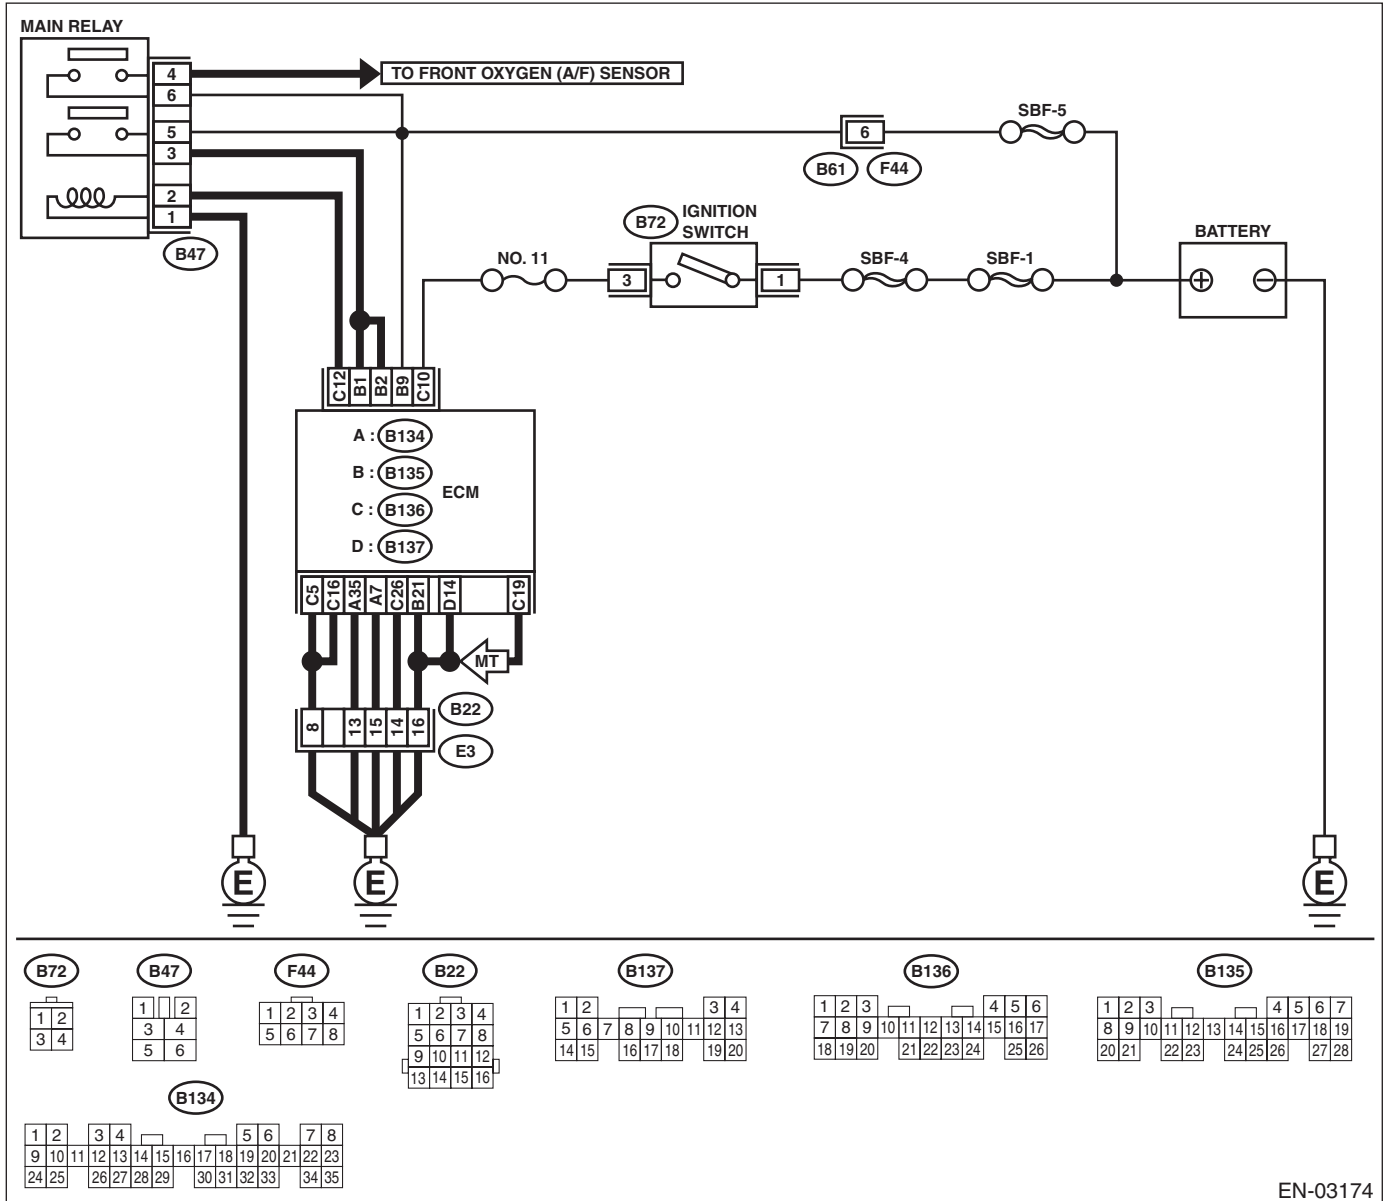 MAIN RELAY
4
TO FRONT OXYGEN (A/F) SENSOR
6
5
3
2
1
B47
6
B61
F44
SBF-5
B72
IGNITION
SWITCH
NO. 11
3
1
SBF-4
SBF-1
BATTERY
+
−
C12
B1
B2
B9
C10
A : B134
B : B135
C : B136
D : B137
ECM
C5
C16
A35
A7
C26
B21
D14
C19
MT
B22
8
13
15
14
16
E3
E
E
E
B72
1 2
3 4
B47
1 2
3 4
5 6
F44
1 2 3 4
5 6 7 8
B22
1 2 3 4
5 6 7 8
9 10 11 12
13 14 15 16
B137
1 2 3 4
5 6 7 8 9 10 11 12 13
14 15 16 17 18 19 20
B136
1 2 3 4 5 6
7 8 9 10 11 12 13 14 15 16 17
18 19 20 21 22 23 24 25 26
B135
1 2 3 4 5 6 7
8 9 10 11 12 13 14 15 16 17 18 19
20 21 22 23 24 25 26 27 28
B134
1 2 3 4 5 6 7 8
9 10 11 12 13 14 15 16 17 18 19 20 21 22 23
24 25 26 27 28 29 30 31 32 33 34 35
EN-03174